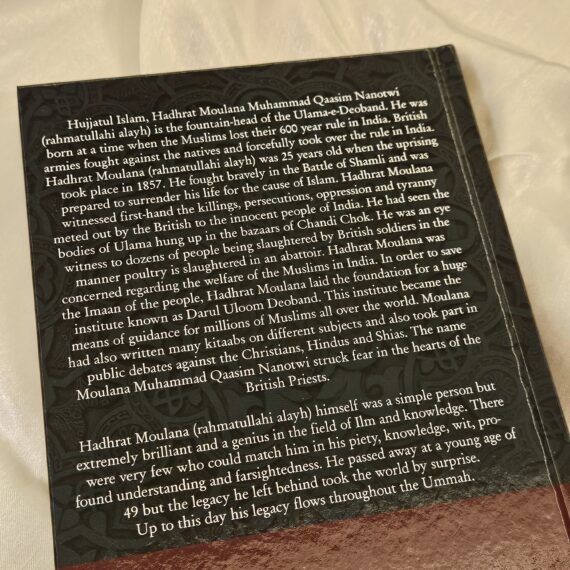 Hujjatul Islam, Hadhrat Moulana Muhammad Qaasim Nanotwi
(rahmatullahi alayh) is the fountain-head of the Ulama-e-Deoband. He was
born at a time when the Muslims lost their 600 year rule in India. British
armies fought against the natives and forcefully took over the rule in India.
Hadhrat Moulana (rahmatullahi alayh) was 25 years old when the uprising
took place in 1857. He fought bravely in the Battle of Shamli and was
prepared to surrender his life for the cause of Islam. Hadhrat Moulana
witnessed first-hand the killings, persecutions, oppression and tyranny
meted out by the British to the innocent people of India. He had seen the
bodies of Ulama hung up in the bazaars of Chandi Chok. He was an eye
witness to dozens of people being slaughtered by British soldiers in the
manner poultry is slaughtered in an abattoir. Hadhrat Moulana was
concerned regarding the welfare of the Muslims in India. In order to save
the Imaan of the people, Hadhrat Moulana laid the foundation for a huge
institute known as Darul Uloom Deoband. This institute became the
means of guidance for millions of Muslims all over the world. Moulana
had also written many kitaabs on different subjects and also took part in
public debates against the Christians, Hindus and Shias. The name
Moulana Muhammad Qaasim Nanotwi struck fear in the hearts of the
British Priests.
Hadhrat Moulana (rahmatullahi alayh) himself was a simple person but
extremely brilliant and a genius in the field of Ilm and knowledge. There
were very few who could match him in his piety, knowledge, wit, pro-
found understanding and farsightedness. He passed away at a young age of
49 but the legacy he left behind took the world by surprise.
Up to this day his legacy flows throughout the Ummah.